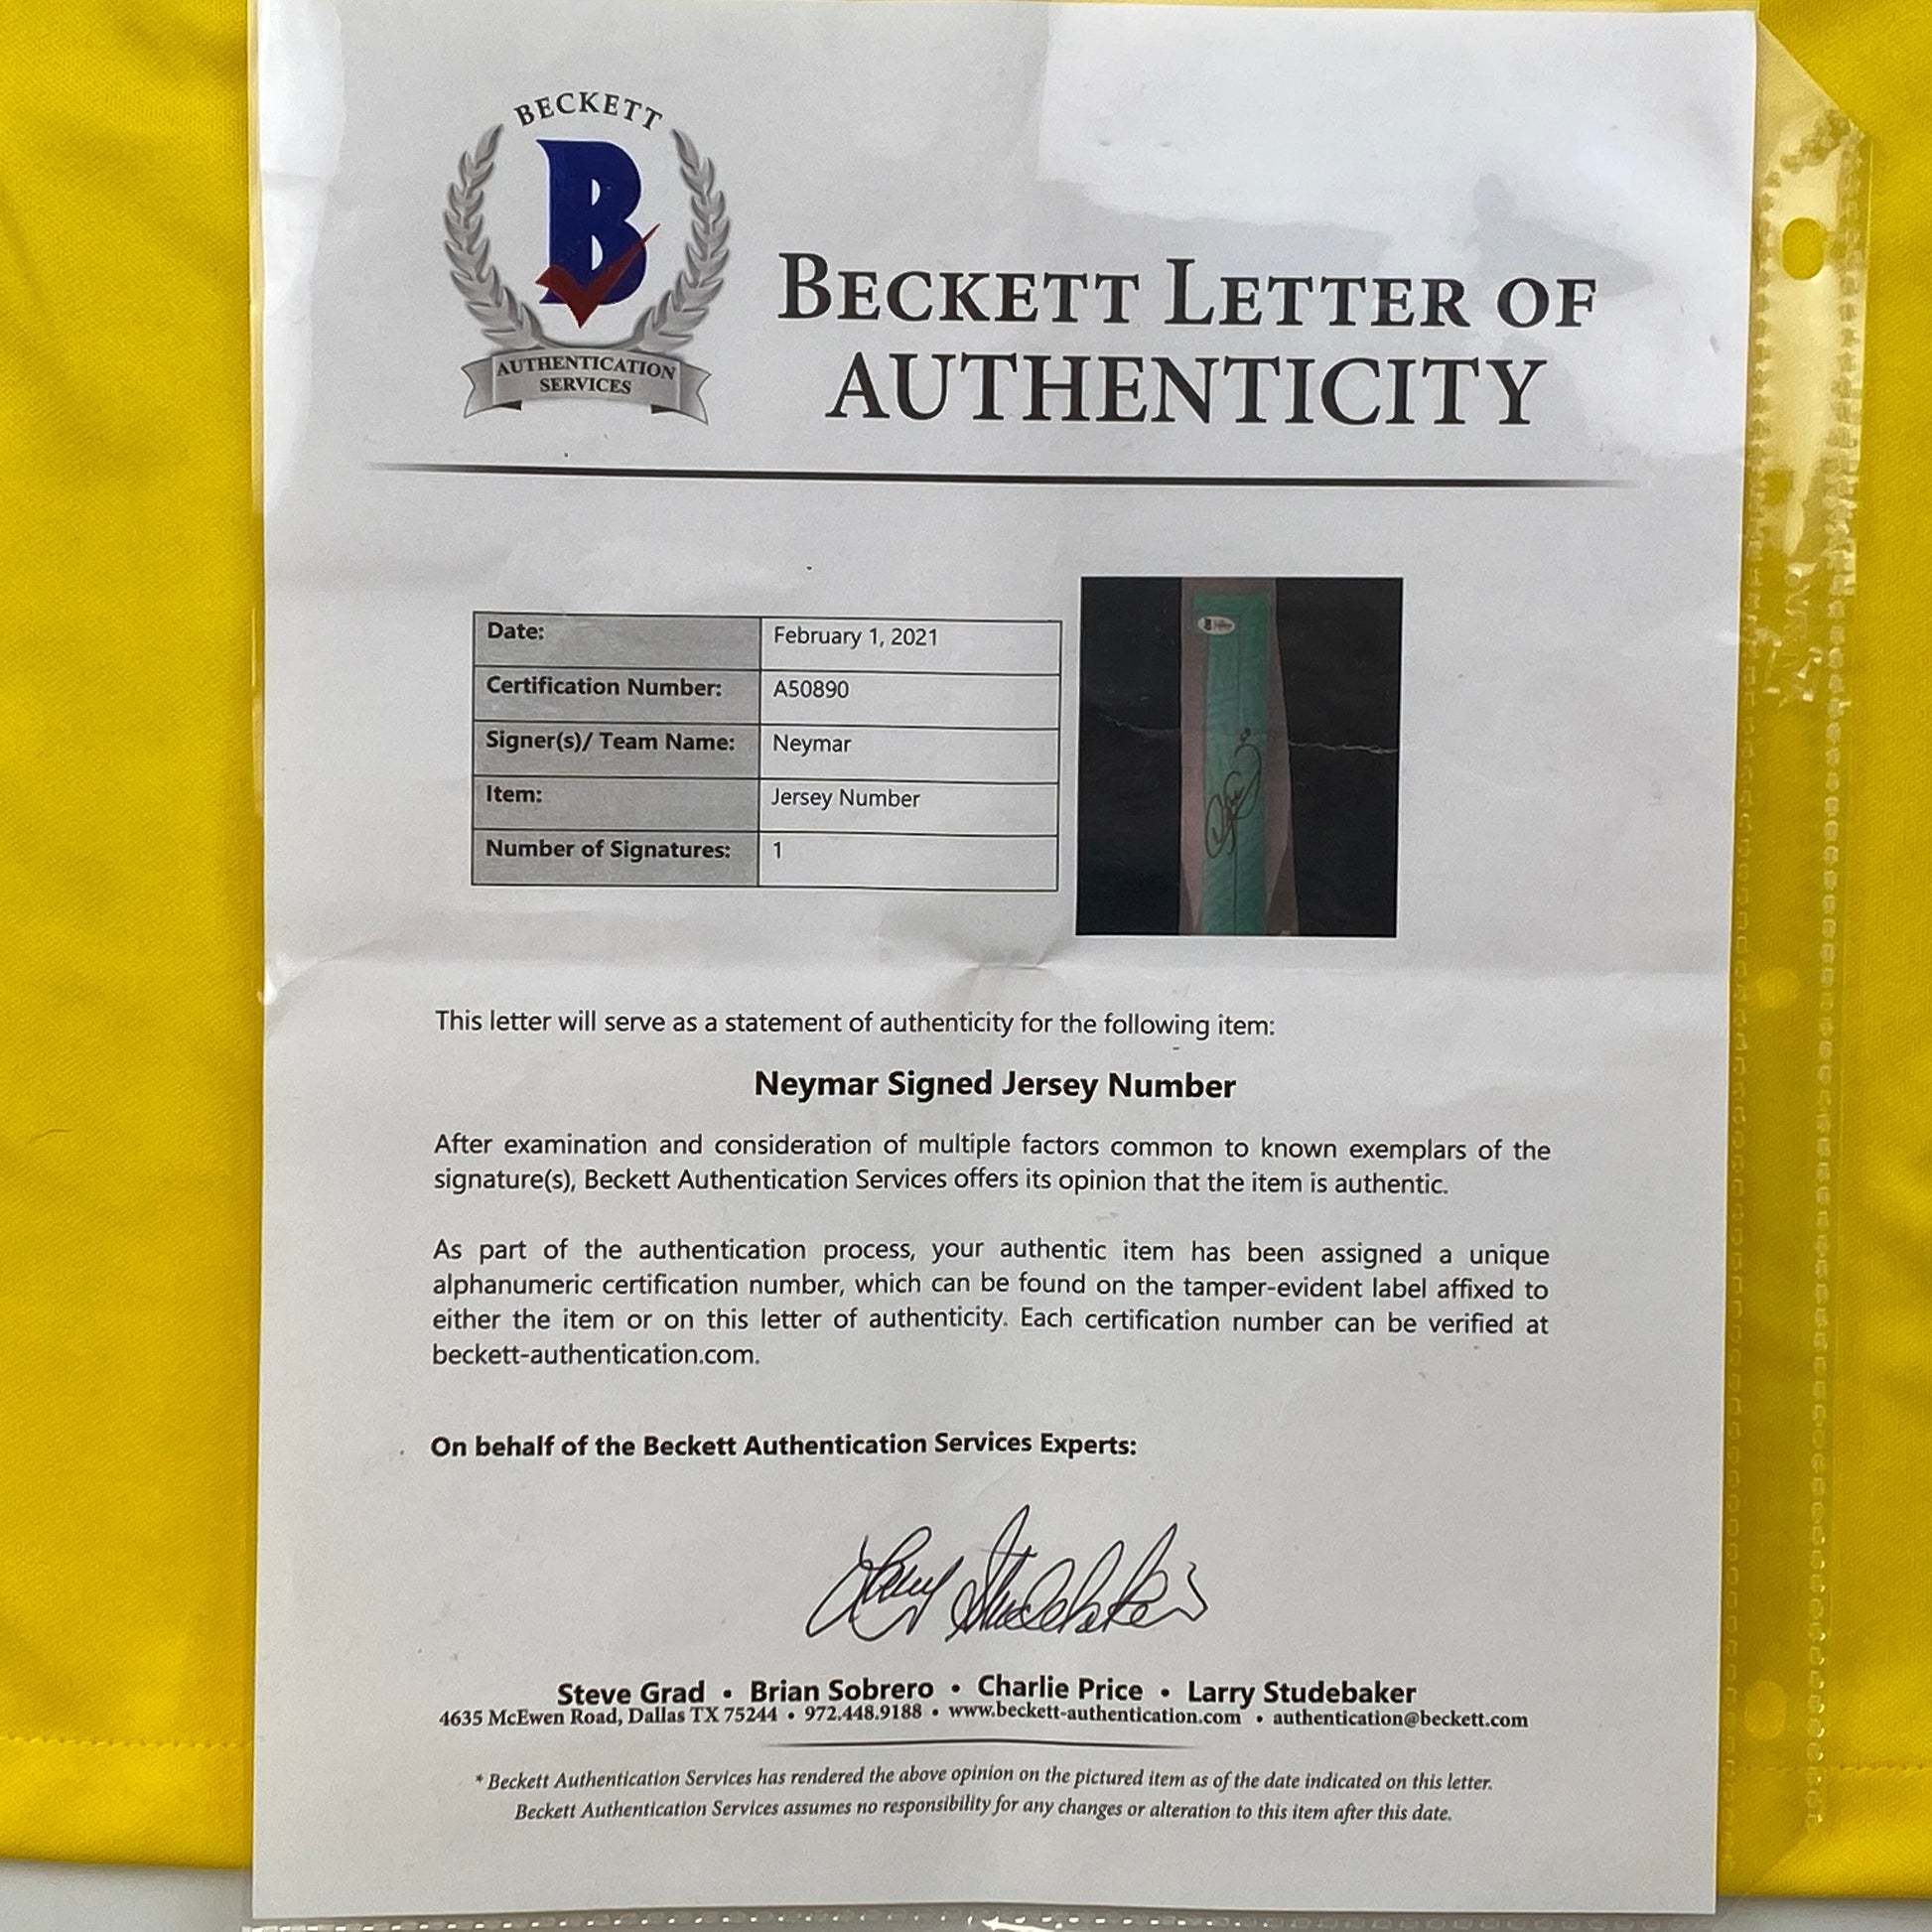 BECKETT
B
AUTHENTICATION
SERVICES
BECKETT LETTER OF
AUTHENTICITY
Date: February 1, 2021
Certification Number: A50890
Signer(s)/ Team Name: Neymar
Item: Jersey Number
Number of Signatures: 1
This letter will serve as a statement of authenticity for the following item:
Neymar Signed Jersey Number
After examination and consideration of multiple factors common to known exemplars of the
signature(s), Beckett Authentication Services offers its opinion that the item is authentic.
As part of the authentication process, your authentic item has been assigned a unique
alphanumeric certification number, which can be found on the tamper-evident label affixed to
either the item or on this letter of authenticity. Each certification number can be verified at
beckett-authentication.com.
On behalf of the Beckett Authentication Services Experts:
Larry Studebaker
Steve Grad • Brian Sobrero • Charlie Price • Larry Studebaker
4635 McEwen Road, Dallas TX 75244 • 972.448.9188 • www.beckett-authentication.com • authentication@beckett.com
* Beckett Authentication Services has rendered the above opinion on the pictured item as of the date indicated on this letter.
Beckett Authentication Services assumes no responsibility for any changes or alteration to this item after this date.